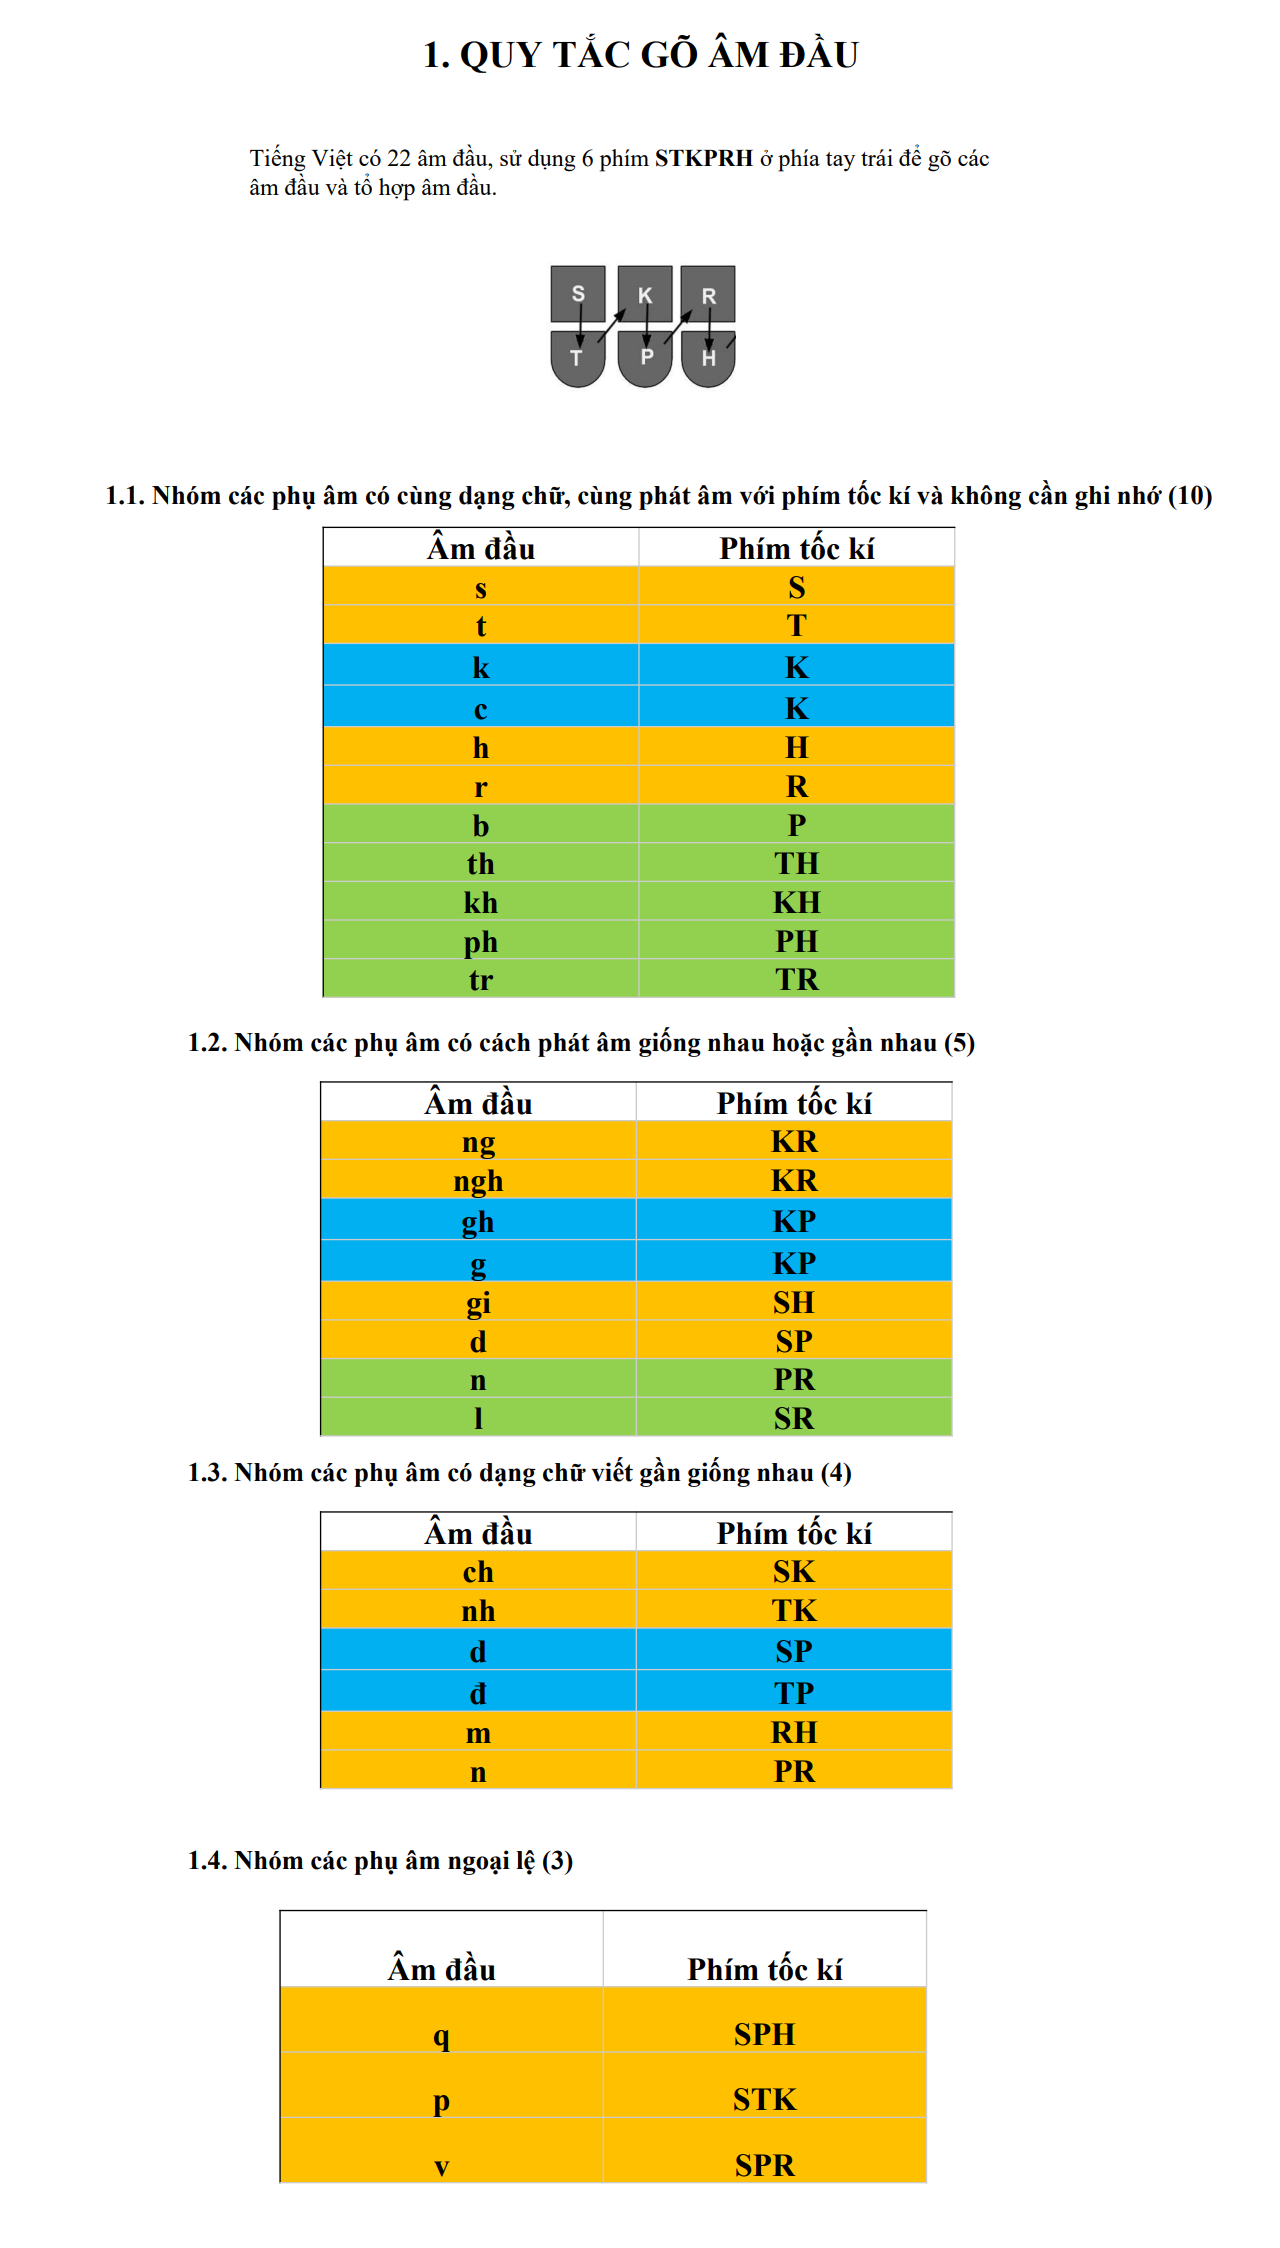 1. QUY TẮC GÕ ÂM ĐẦU
Tiếng Việt có 22 âm đầu, sử dụng 6 phím STKPRH ở phía tay trái để gõ các
âm đầu và tổ hợp âm đầu.
S K R
T P H
1.1. Nhóm các phụ âm có cùng dạng chữ, cùng phát âm với phím tốc kí và không cần ghi nhớ (10)
Âm đầu Phím tốc kí
s S
t T
k K
c K
h H
r R
b P
th TH
kh KH
ph PH
tr TR
1.2. Nhóm các phụ âm có cách phát âm giống nhau hoặc gần nhau (5)
Âm đầu Phím tốc kí
ng KR
ngh KR
gh KP
g KP
gi SH
d SP
n PR
l SR
1.3. Nhóm các phụ âm có dạng chữ viết gần giống nhau (4)
Âm đầu Phím tốc kí
ch SK
nh TK
d SP
đ TP
m RH
n PR
1.4. Nhóm các phụ âm ngoại lệ (3)
Âm đầu Phím tốc kí
q SPH
p STK
v SPR